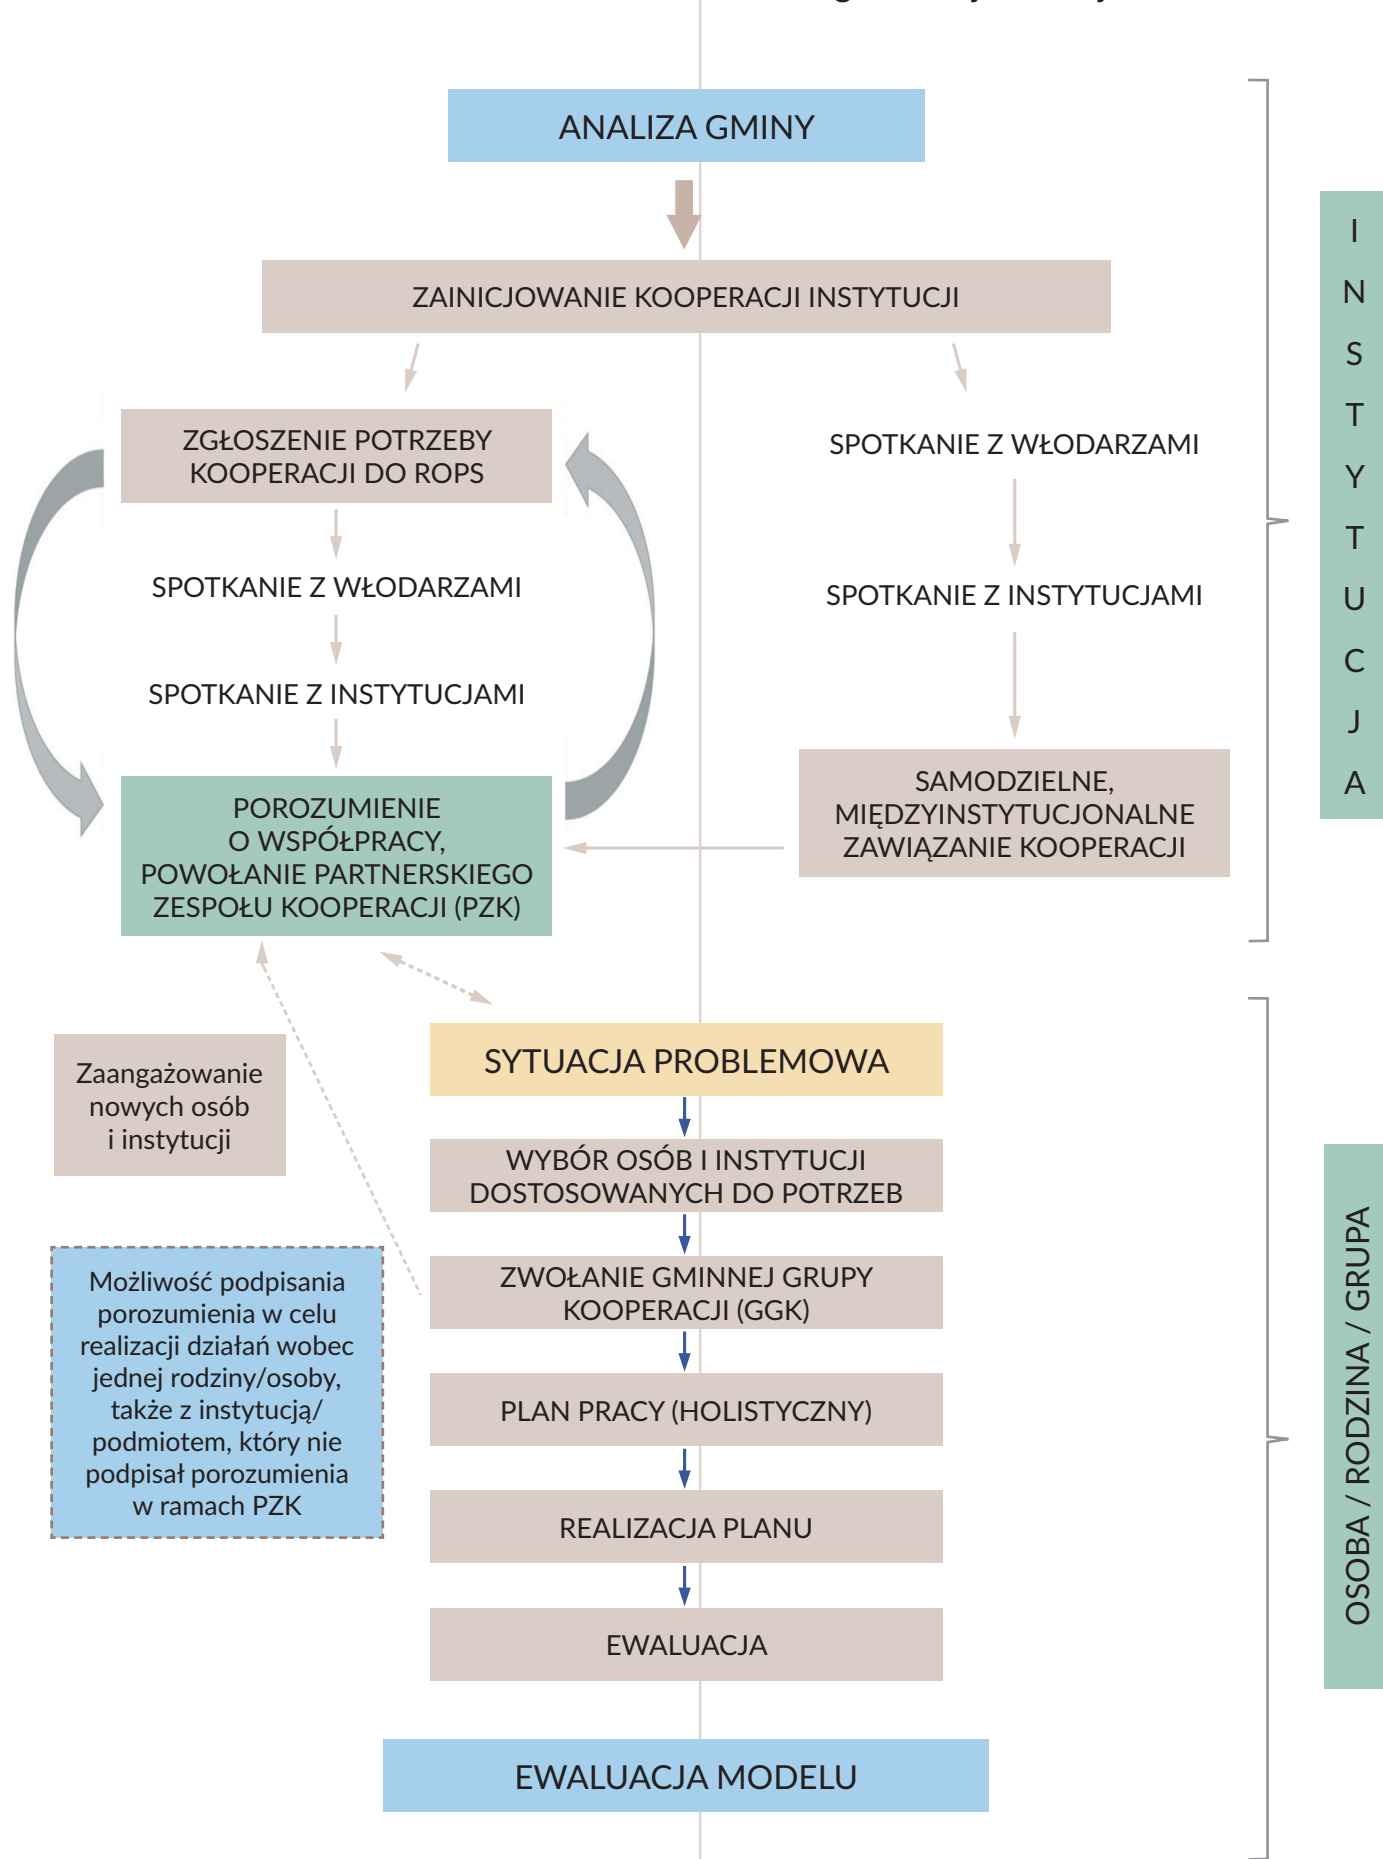 ANALIZA GMINY
ZAINICJOWANIE KOOPERACJI INSTYTUCJI
ZGŁOSZENIE POTRZEBY
KOOPERACJI DO ROPS
SPOTKANIE Z WŁODARZAMI
SPOTKANIE Z INSTYTUCJAMI
POROZUMIENIE
O WSPÓŁPRACY,
POWOŁANIE PARTNERSKIEGO
ZESPOŁU KOOPERACJI (PZK)
SPOTKANIE Z WŁODARZAMI
SPOTKANIE Z INSTYTUCJAMI
SAMODZIELNE,
MIĘDZYINSTYTUCJONALNE
ZAWIĄZANIE KOOPERACJI
I
N
S
T
Y
T
U
C
J
A
Zaangażowanie
nowych osób
i instytucji
Możliwość podpisania
porozumienia w celu
realizacji działań wobec
jednej rodziny/osoby,
także z instytucją/
podmiotem, który nie
podpisał porozumienia
w ramach PZK
SYTUACJA PROBLEMOWA
WYBÓR OSÓB I INSTYTUCJI
DOSTOSOWANYCH DO POTRZEB
ZWOŁANIE GMINNEJ GRUPY
KOOPERACJI (GGK)
PLAN PRACY (HOLISTYCZNY)
REALIZACJA PLANU
EWALUACJA
EWALUACJA MODELU
OSOBA / RODZINA / GRUPA